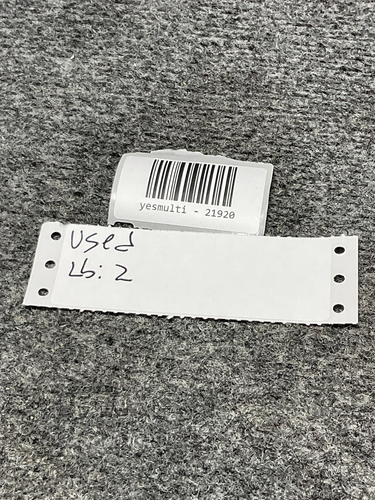 yesmulti - 21920
used
Lb: 2